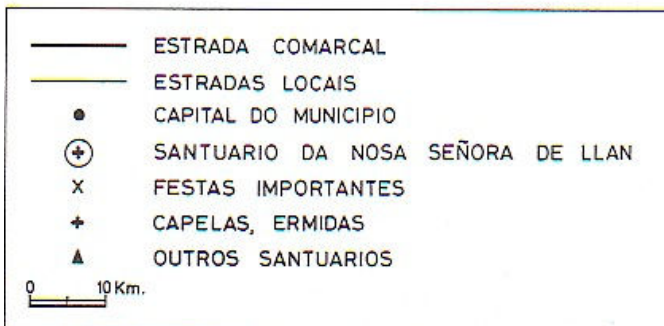 ESTRADA COMARCAL
ESTRADAS LOCAIS
CAPITAL DO MUNICIPIO
SANTUARIO DA NOSA SEÑORA DE LLAN
FESTAS IMPORTANTES
CAPELAS, ERMIDAS
OUTROS SANTUARIOS
0 10 Km.